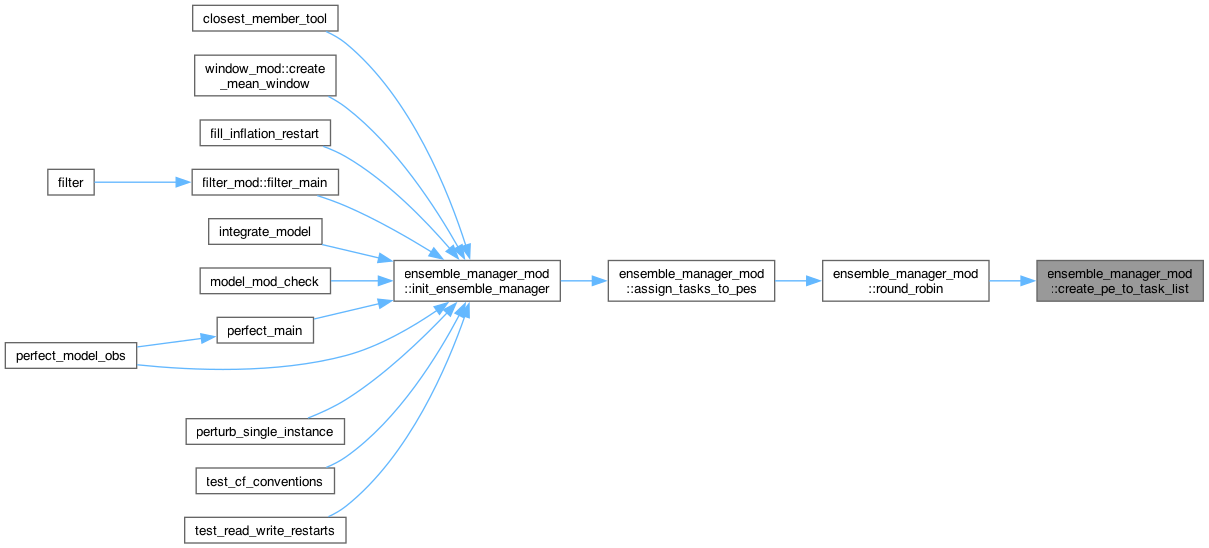 closest_member_tool
window_mod::create
_mean_window
fill_inflation_restart
filter
filter_mod::filter_main
integrate_model
model_mod_check
perfect_main
perfect_model_obs
perturb_single_instance
test_cf_conventions
test_read_write_restarts
ensemble_manager_mod
::init_ensemble_manager
ensemble_manager_mod
::assign_tasks_to_pes
ensemble_manager_mod
::round_robin
ensemble_manager_mod
::create_pe_to_task_list